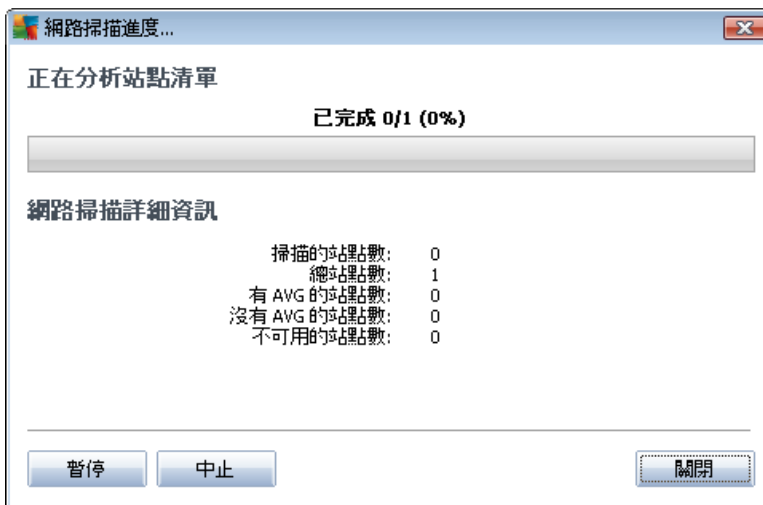 網路掃描進度...
正在分析站點清單
已完成 0/1 (0%)
網路掃描詳細資訊
掃描的站點數: 0
總站點數: 1
有 AVG 的站點數: 0
沒有 AVG 的站點數: 0
不可用的站點數: 0
暫停 中止 關閉